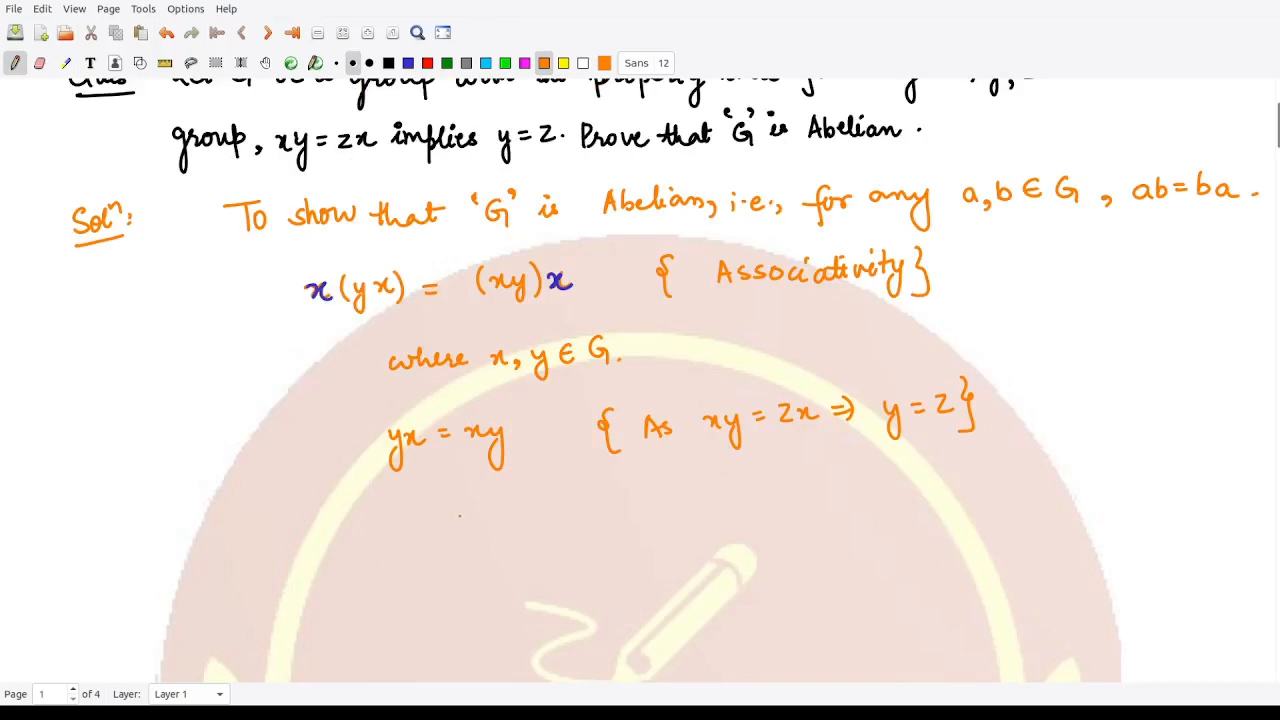 File Edit View Page Tools Options Help
Sans 12
group, xy = zx implies y = z. Prove that 'G' is Abelian.
Solⁿ: To show that 'G' is Abelian, i.e., for any a, b ∈ G, ab = ba.
x(yx) = (xy)x { Associativity }
where x, y ∈ G.
yx = xy { As xy = zx ⇒ y = z }
Page 1 of 4 Layer: Layer 1